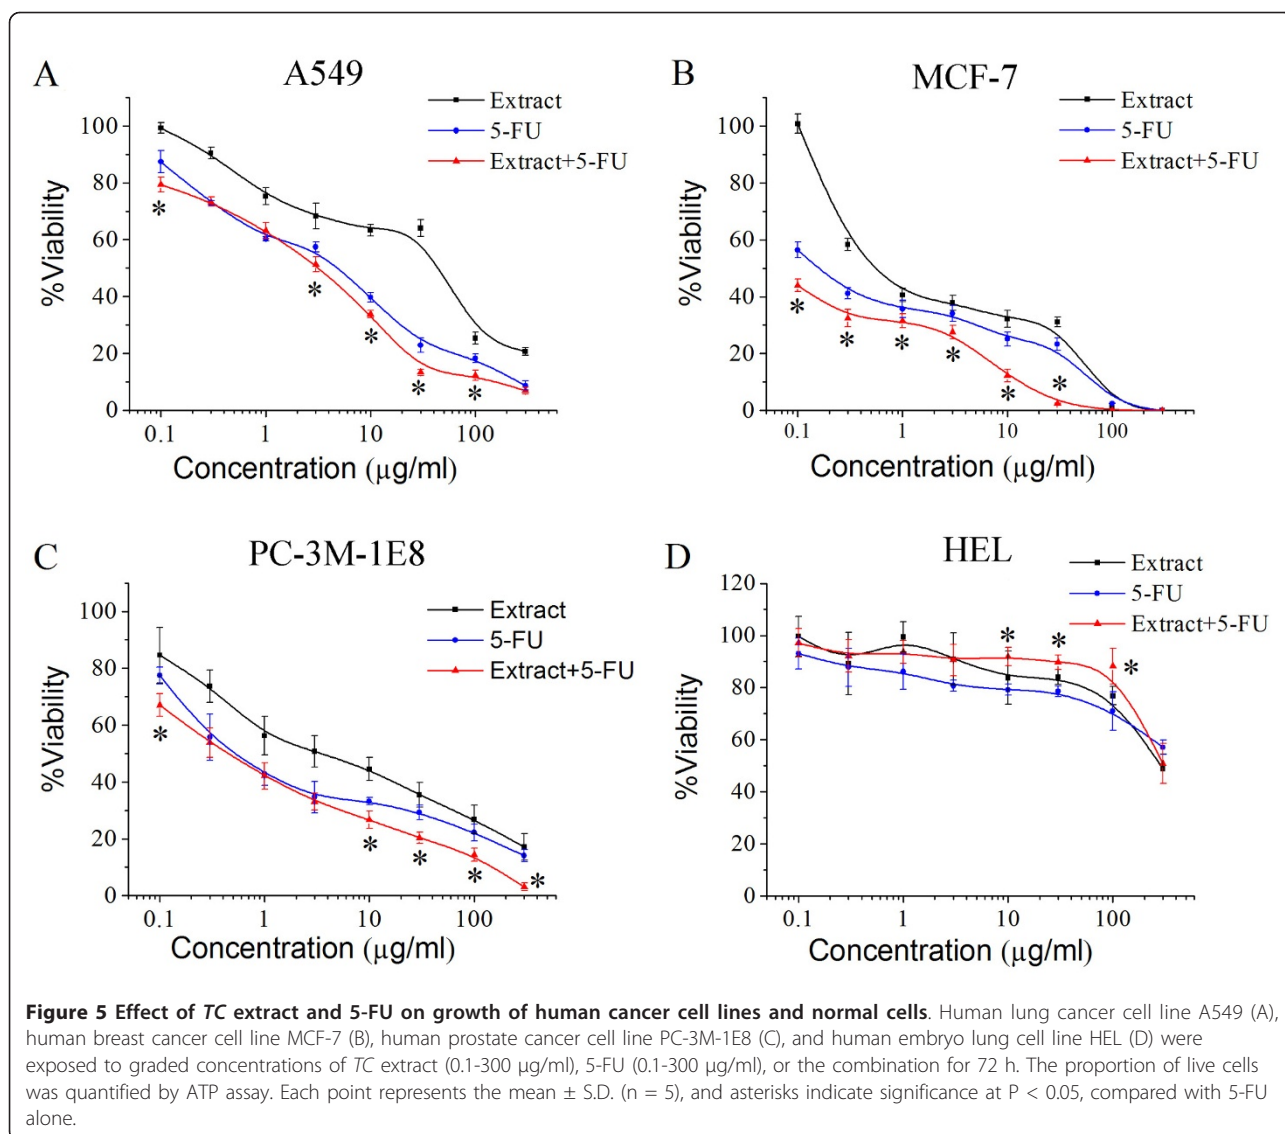 A
A549
Extract
5-FU
Extract+5-FU
100
80
60
40
20
0
%Viability
*
*
*
*
*
0.1
1
10
100
Concentration (μg/ml)
B
MCF-7
Extract
5-FU
Extract+5-FU
100
80
60
40
20
0
%Viability
*
*
*
*
*
*
0.1
1
10
100
Concentration (μg/ml)
C
PC-3M-1E8
Extract
5-FU
Extract+5-FU
100
80
60
40
20
0
%Viability
*
*
*
*
*
0.1
1
10
100
Concentration (μg/ml)
D
HEL
Extract
5-FU
Extract+5-FU
120
100
80
60
40
20
0
%Viability
*
*
*
0.1
1
10
100
Concentration (μg/ml)
Figure 5 Effect of TC extract and 5-FU on growth of human cancer cell lines and normal cells. Human lung cancer cell line A549 (A),
human breast cancer cell line MCF-7 (B), human prostate cancer cell line PC-3M-1E8 (C), and human embryo lung cell line HEL (D) were
exposed to graded concentrations of TC extract (0.1-300 μg/ml), 5-FU (0.1-300 μg/ml), or the combination for 72 h. The proportion of live cells
was quantified by ATP assay. Each point represents the mean ± S.D. (n = 5), and asterisks indicate significance at P < 0.05, compared with 5-FU
alone.